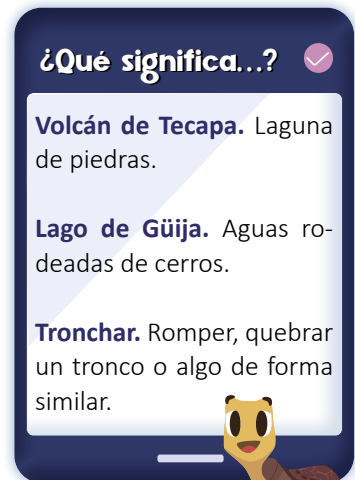 ¿Qué significa...?
Volcán de Tecapa. Laguna
de piedras.
Lago de Güija. Aguas ro-
deadas de cerros.
Tronchar. Romper, quebrar
un tronco o algo de forma
similar.